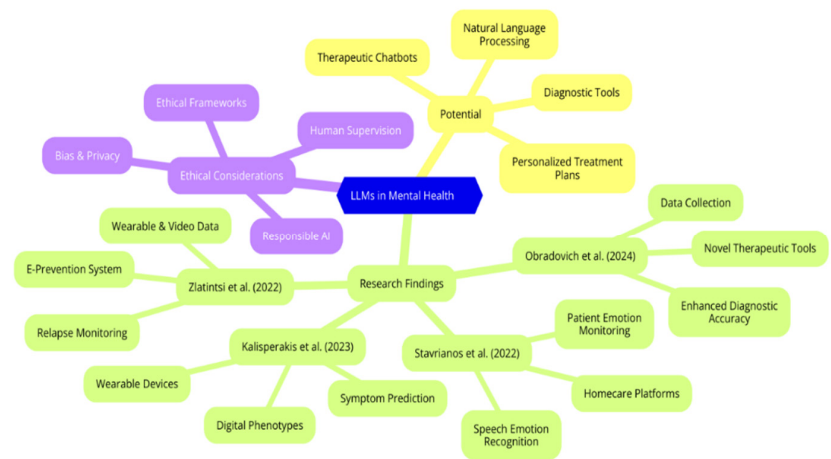 Natural Language
Processing
Therapeutic Chatbots
Diagnostic Tools
Potential
Personalized Treatment
Plans
Ethical Frameworks
Human Supervision
Bias & Privacy
Ethical Considerations
Responsible AI
LLMs in Mental Health
Wearable & Video Data
E-Prevention System
Zlatintsi et al. (2022)
Relapse Monitoring
Research Findings
Data Collection
Obradovich et al. (2024)
Novel Therapeutic Tools
Enhanced Diagnostic
Accuracy
Kalisperakis et al. (2023)
Wearable Devices
Digital Phenotypes
Symptom Prediction
Stavrianos et al. (2022)
Patient Emotion
Monitoring
Homecare Platforms
Speech Emotion
Recognition